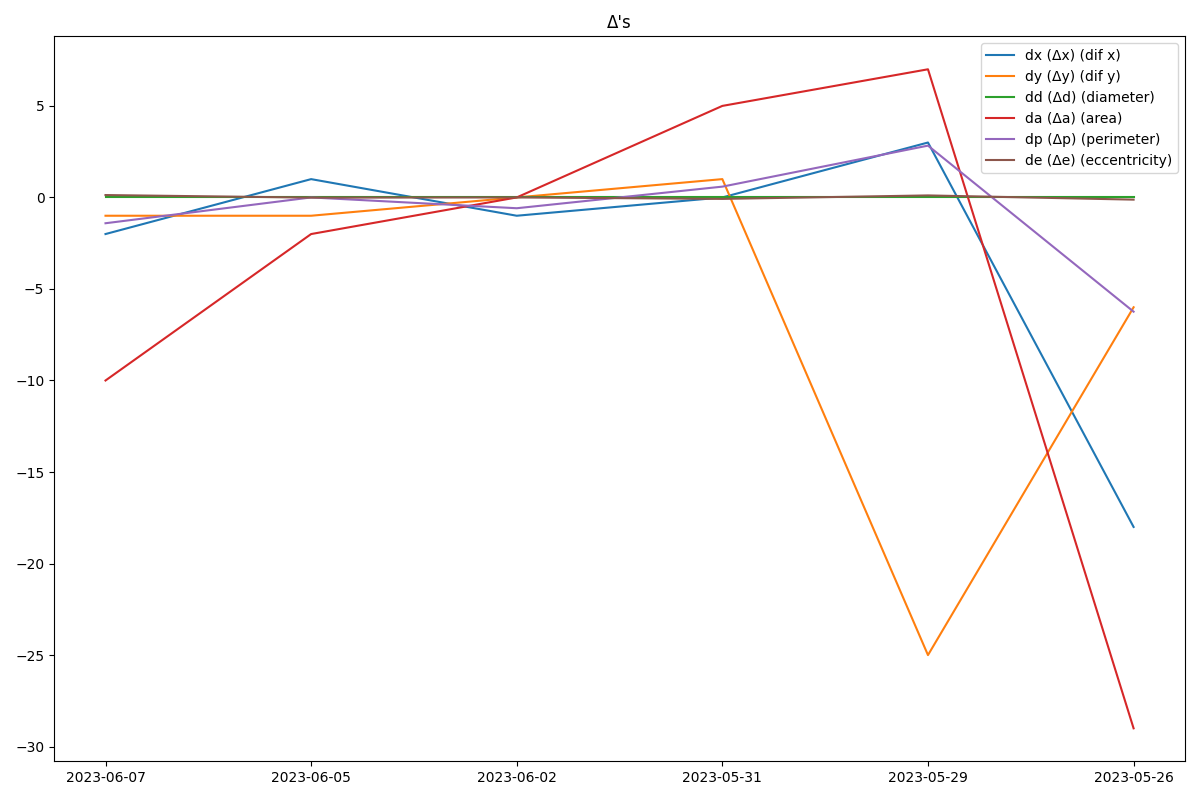 Δ's
dx (Δx) (dif x)
dy (Δy) (dif y)
dd (Δd) (diameter)
da (Δa) (area)
dp (Δp) (perimeter)
de (Δe) (eccentricity)
5
0
−5
−10
−15
−20
−25
−30
2023-06-07 2023-06-05 2023-06-02 2023-05-31 2023-05-29 2023-05-26